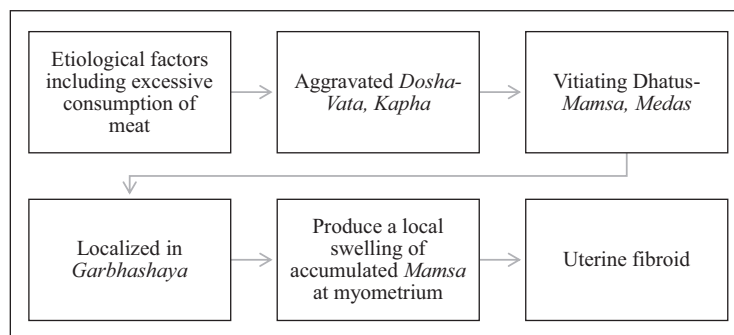 Etiological factors
including excessive
consumption of
meat
Aggravated Dosha-
Vata, Kapha
Vitiating Dhatus-
Mamsa, Medas
Localized in
Garbhashaya
Produce a local
swelling of
accumulated Mamsa
at myometrium
Uterine fibroid